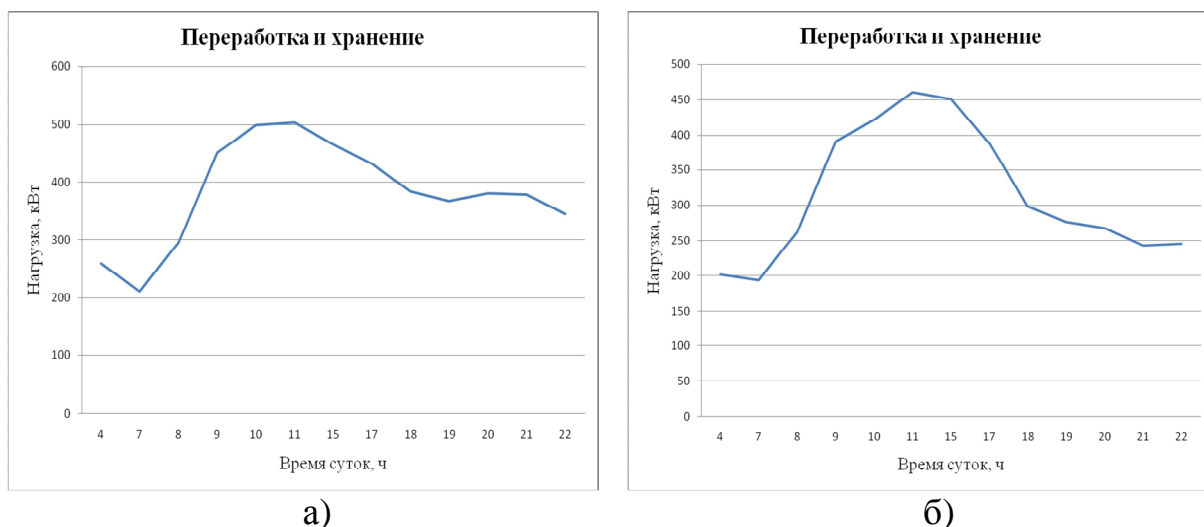 Переработка и хранение
600
500
400
300
200
100
0
Нагрузка, кВт
4 7 8 9 10 11 15 17 18 19 20 21 22
Время суток, ч
а)
Переработка и хранение
500
450
400
350
300
250
200
150
100
50
0
Нагрузка, кВт
4 7 8 9 10 11 15 17 18 19 20 21 22
Время суток, ч
б)